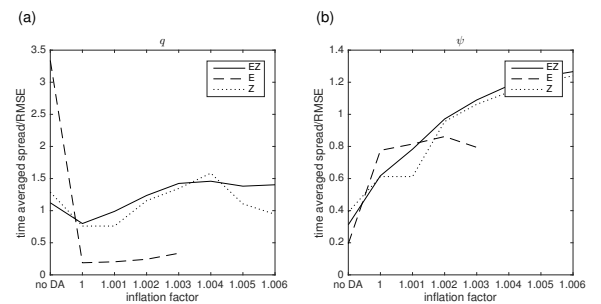 (a)
q
3.5
3
2.5
2
1.5
1
0.5
0
time averaged spread/RMSE
EZ
E
Z
no DA 1 1.001 1.002 1.003 1.004 1.005 1.006
inflation factor
(b)
ψ
1.4
1.2
1
0.8
0.6
0.4
0.2
0
time averaged spread/RMSE
EZ
E
Z
no DA 1 1.001 1.002 1.003 1.004 1.005 1.006
inflation factor